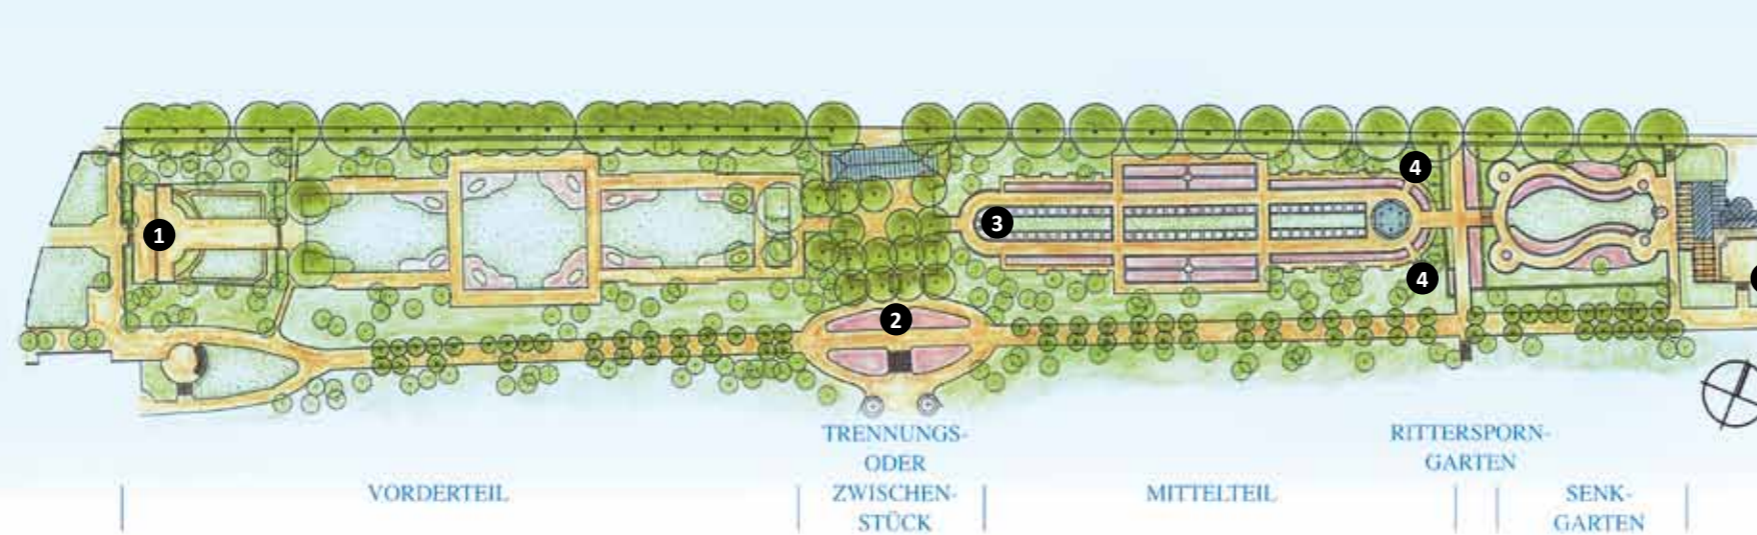 4
1
3
4
2
TRENNUNGS-
ODER
ZWISCHEN-
STÜCK
RITTERSPORN-
GARTEN
VORDERTEIL
MITTELTEIL
SENK-
GARTEN